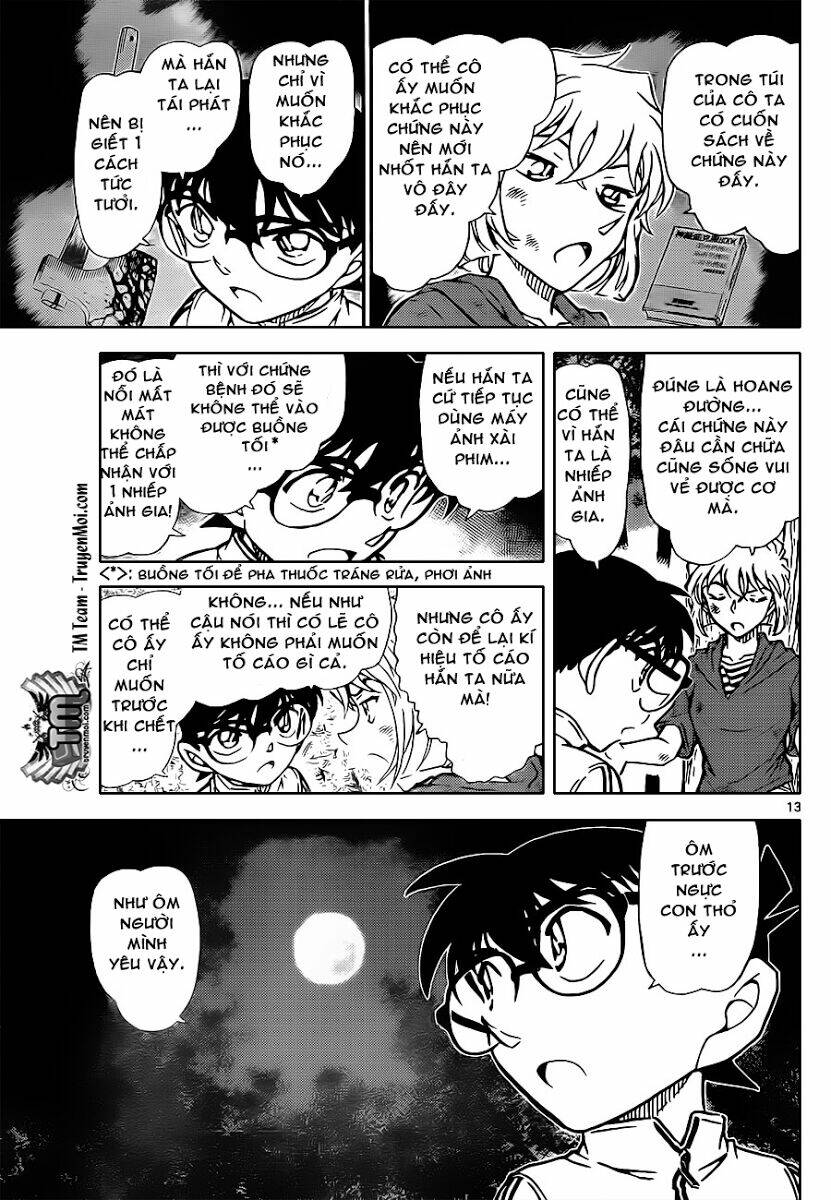 TRONG TÚI
CỦA CÔ TA
CÓ CUỐN
SÁCH VỀ
CHỨNG NÀY
ĐẤY.
CÓ THỂ CÔ
ẤY MUỐN
KHẮC PHỤC
CHỨNG NÀY
NÊN MỚI
NHỐT HẮN TA
VÔ ĐÂY
ĐẤY.
NHƯNG
CHỈ VÌ
MUỐN
KHẮC
PHỤC
NÓ...
MÀ HẮN
TA LẠI
TÁI PHÁT
...
NÊN BỊ
GIẾT 1
CÁCH
TỨC
TƯỞI.
ĐÚNG LÀ HOANG
ĐƯỜNG...
CÁI CHỨNG NÀY
ĐÂU CẦN CHỮA
CŨNG SỐNG VUI
VẺ ĐƯỢC CƠ
MÀ.
CŨNG
CÓ THỂ
VÌ HẮN
TA LÀ
NHIẾP
ẢNH
GIA.
NẾU HẮN TA
CỨ TIẾP TỤC
DÙNG MÁY
ẢNH XÀI
PHIM...
THÌ VỚI CHỨNG
BỆNH ĐÓ SẼ
KHÔNG THỂ VÀO
ĐƯỢC BUỒNG
TỐI*
...
ĐÓ LÀ
NỖI MẤT
MÁT
KHÔNG
THỂ CHẤP
NHẬN VỚI
1 NHIẾP
ẢNH GIA!
<*>: BUỒNG TỐI ĐỂ PHA THUỐC TRÁNG RỬA, PHƠI ẢNH
NHƯNG CÔ ẤY
CÒN ĐỂ LẠI KÍ
HIỆU TỐ CÁO
HẮN TA NỮA
MÀ!
KHÔNG... NẾU NHƯ
CẬU NÓI THÌ CÓ LẼ CÔ
ẤY KHÔNG PHẢI MUỐN
TỐ CÁO GÌ CẢ.
CÓ THỂ
CÔ ẤY
CHỈ
MUỐN
TRƯỚC
KHI CHẾT
...
13
ÔM
TRƯỚC
NGỰC
CON THỎ
ẤY
...
NHƯ ÔM
NGƯỜI
MÌNH
YÊU VẬY.
TM Team - TruyenMoi.com
TM
truyenmoi.com